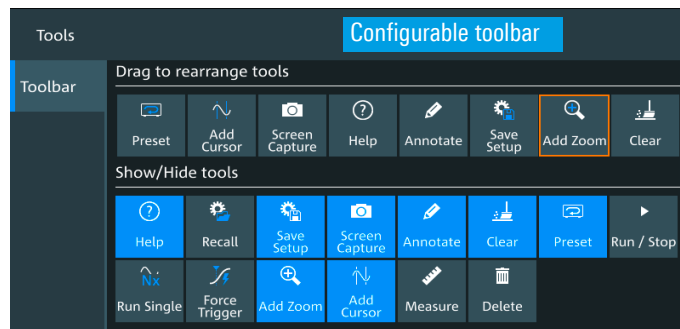 Tools
Configurable toolbar
Toolbar
Drag to rearrange tools
Preset
Add
Cursor
Screen
Capture
Help
Annotate
Save
Setup
Add Zoom
Clear
Show/Hide tools
Help
Recall
Save
Setup
Screen
Capture
Annotate
Clear
Preset
Run / Stop
Nx
Run Single
Force
Trigger
Add Zoom
Add
Cursor
Measure
Delete